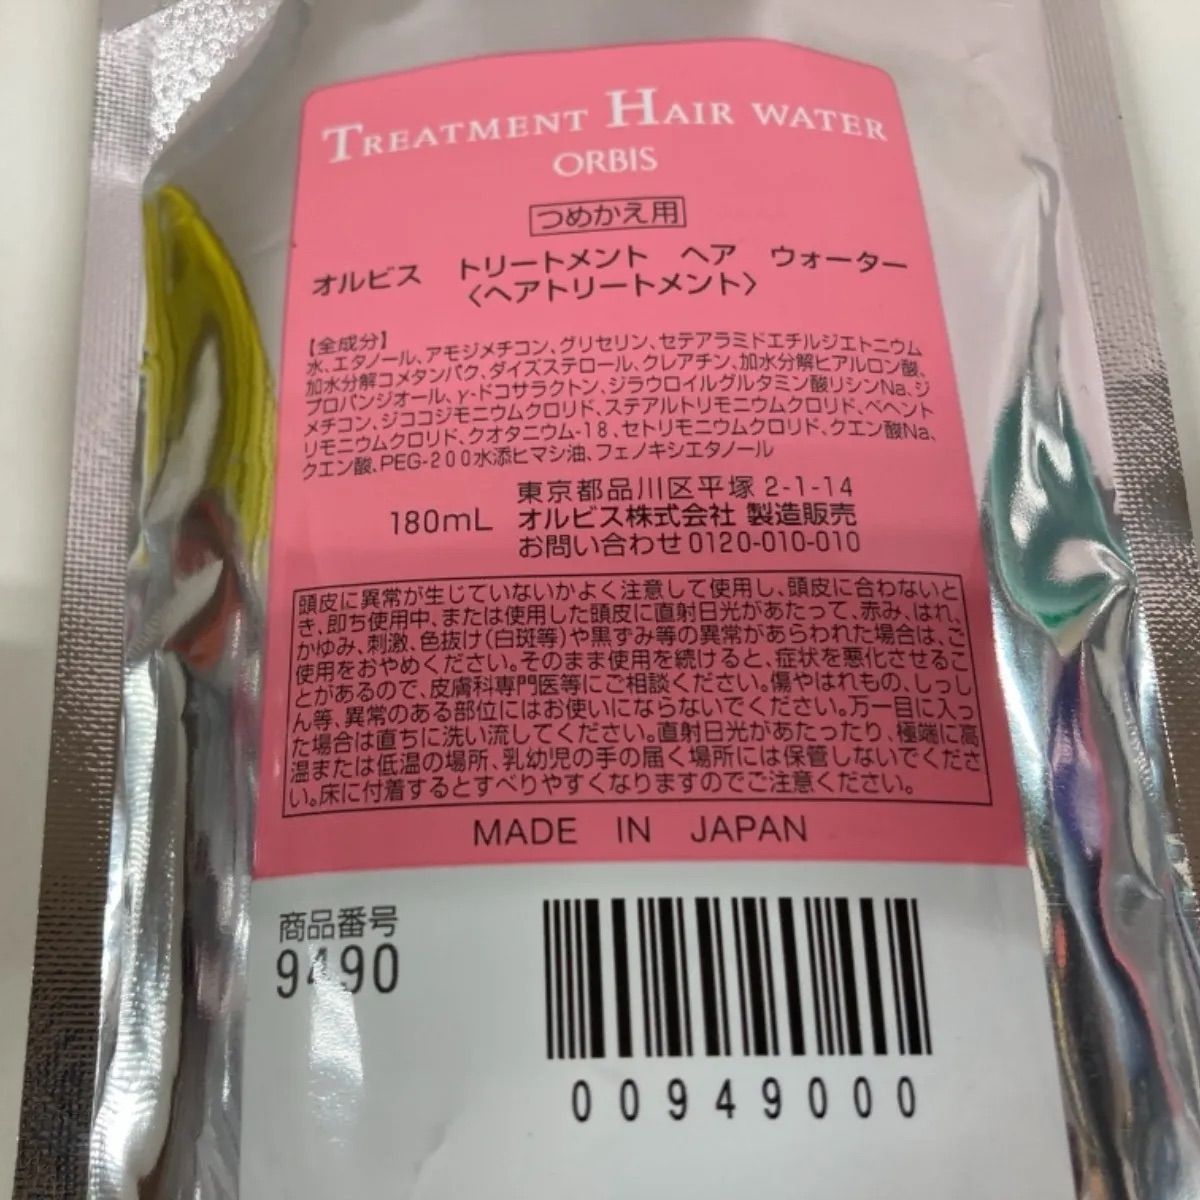 TREATMENT HAIR WATER
ORBIS
つめかえ用
オルビス トリートメント ヘア ウォーター
〈ヘアトリートメント〉
【全成分】
水、エタノール、アモジメチコン、グリセリン、セテアラミドエチルジエトニウム
加水分解コメタンパク、ダイズステロール、クレアチン、加水分解ヒアルロン酸、
プロパンジオール、γ-ドコサラクトン、ジラウロイルグルタミン酸リシンNa、ジ
メチコン、ジココジモニウムクロリド、ステアルトリモニウムクロリド、ベヘント
リモニウムクロリド、クオタニウム-18、セトリモニウムクロリド、クエン酸Na、
クエン酸、PEG-200水添ヒマシ油、フェノキシエタノール
東京都品川区平塚2-1-14
180mL オルビス株式会社 製造販売
お問い合わせ0120-010-010
頭皮に異常が生じていないかよく注意して使用し、頭皮に合わないと
き、即ち使用中、または使用した頭皮に直射日光があたって、赤み、はれ、
かゆみ、刺激、色抜け(白斑等)や黒ずみ等の異常があらわれた場合は、ご
使用をおやめください。そのまま使用を続けると、症状を悪化させるこ
とがあるので、皮膚科専門医等にご相談ください。傷やはれもの、しっし
ん等、異常のある部位にはお使いにならないでください。万一目に入っ
た場合は直ちに洗い流してください。直射日光があたったり、極端に高
温または低温の場所、乳幼児の手の届く場所には保管しないでくださ
い。床に付着するとすべりやすくなりますのでご注意ください。
MADE IN JAPAN
商品番号
9490
00949000